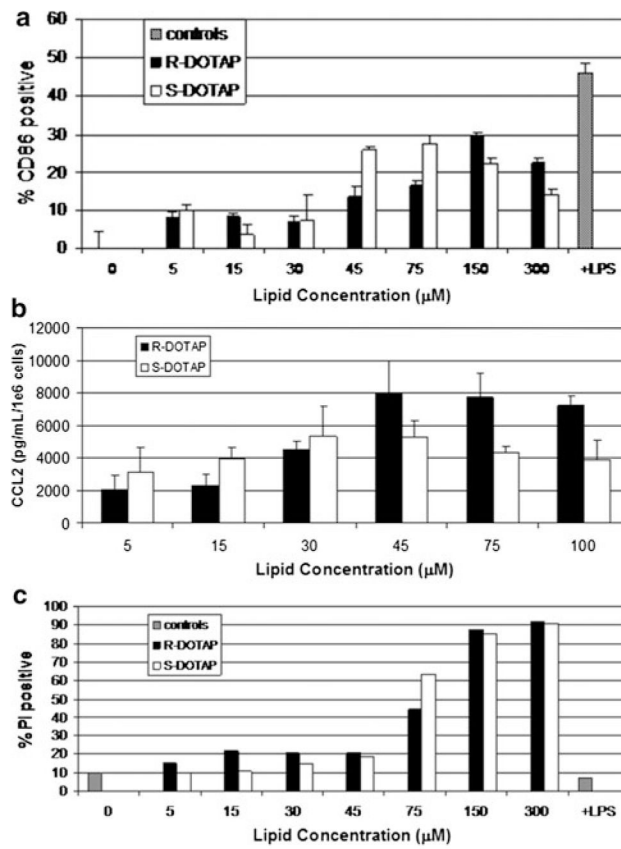 a
60
50
40
30
20
10
0
% CD86 positive
controls
R-DOTAP
S-DOTAP
0 5 15 30 45 75 150 300 +LPS
Lipid Concentration (µM)
b
12000
10000
8000
6000
4000
2000
0
CCL2 (pg/mL/1e6 cells)
R-DOTAP
S-DOTAP
5 15 30 45 75 100
Lipid Concentration (µM)
c
100
90
80
70
60
50
40
30
20
10
0
% PI positive
controls
R-DOTAP
S-DOTAP
0 5 15 30 45 75 150 300 +LPS
Lipid Concentration (µM)